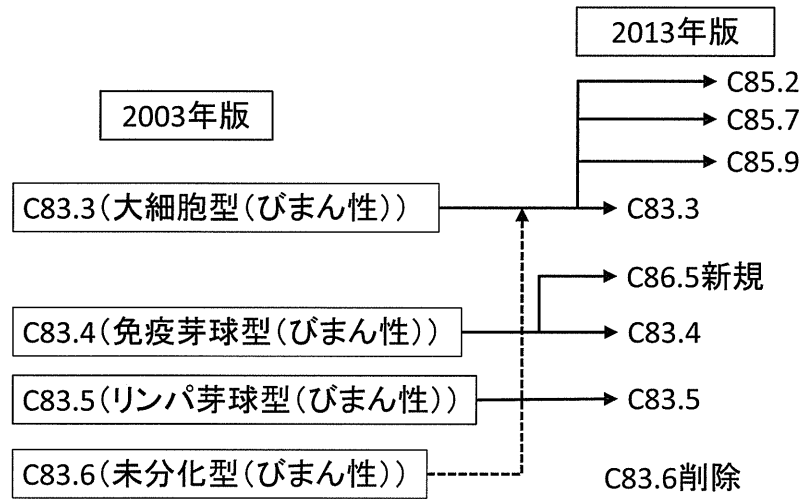 2013年版
C85.2
2003年版
C85.7
C85.9
C83.3(大細胞型(びまん性))
C83.3
C86.5新規
C83.4(免疫芽球型(びまん性))
C83.4
C83.5(リンパ芽球型(びまん性))
C83.5
C83.6(未分化型(びまん性))
C83.6削除